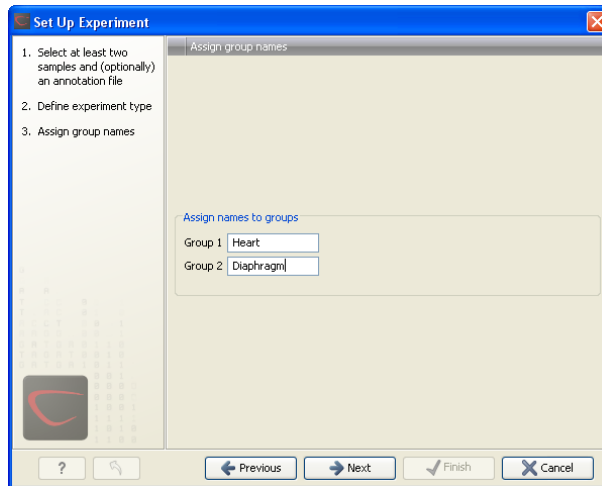 Set Up Experiment
1. Select at least two
samples and (optionally)
an annotation file
2. Define experiment type
3. Assign group names
Assign group names
Assign names to groups
Group 1 Heart
Group 2 Diaphragm
? Previous Next Finish Cancel